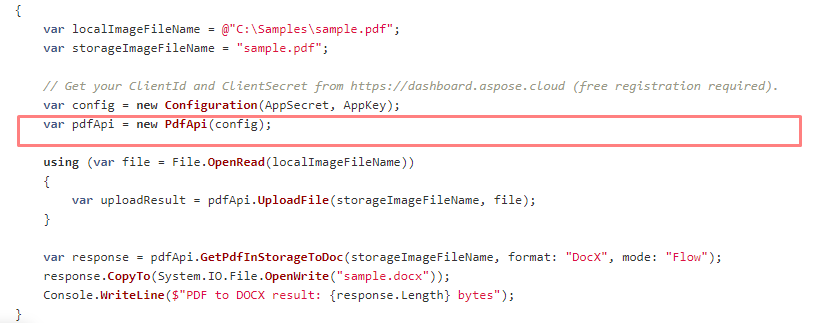 {
var localImageFileName = @"C:\Samples\sample.pdf";
var storageImageFileName = "sample.pdf";
// Get your ClientId and ClientSecret from https://dashboard.aspose.cloud (free registration required).
var config = new Configuration(AppSecret, AppKey);
var pdfApi = new PdfApi(config);
using (var file = File.OpenRead(localImageFileName))
{
var uploadResult = pdfApi.UploadFile(storageImageFileName, file);
}
var response = pdfApi.GetPdfInStorageToDoc(storageImageFileName, format: "DocX", mode: "Flow");
response.CopyTo(System.IO.File.OpenWrite("sample.docx"));
Console.WriteLine($"PDF to DOCX result: {response.Length} bytes");
}